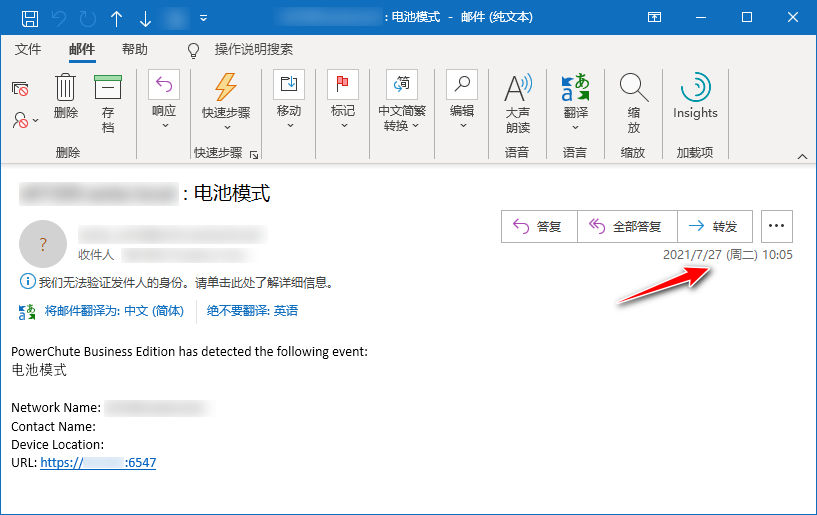 : 电池模式 - 邮件 (纯文本)
文件 邮件 帮助 操作说明搜索
删除 存档 响应 快速步骤 移动 标记 中文简繁转换 编辑 大声朗读 翻译 缩放 Insights
删除 快速步骤 语音 语言 缩放 加载项
: 电池模式
?
答复 全部答复 转发 ...
收件人
2021/7/27 (周二) 10:05
我们无法验证发件人的身份。请单击此处了解详细信息。
将邮件翻译为: 中文 (简体) 绝不要翻译: 英语
PowerChute Business Edition has detected the following event:
电池模式
Network Name:
Contact Name:
Device Location:
URL: https:// :6547